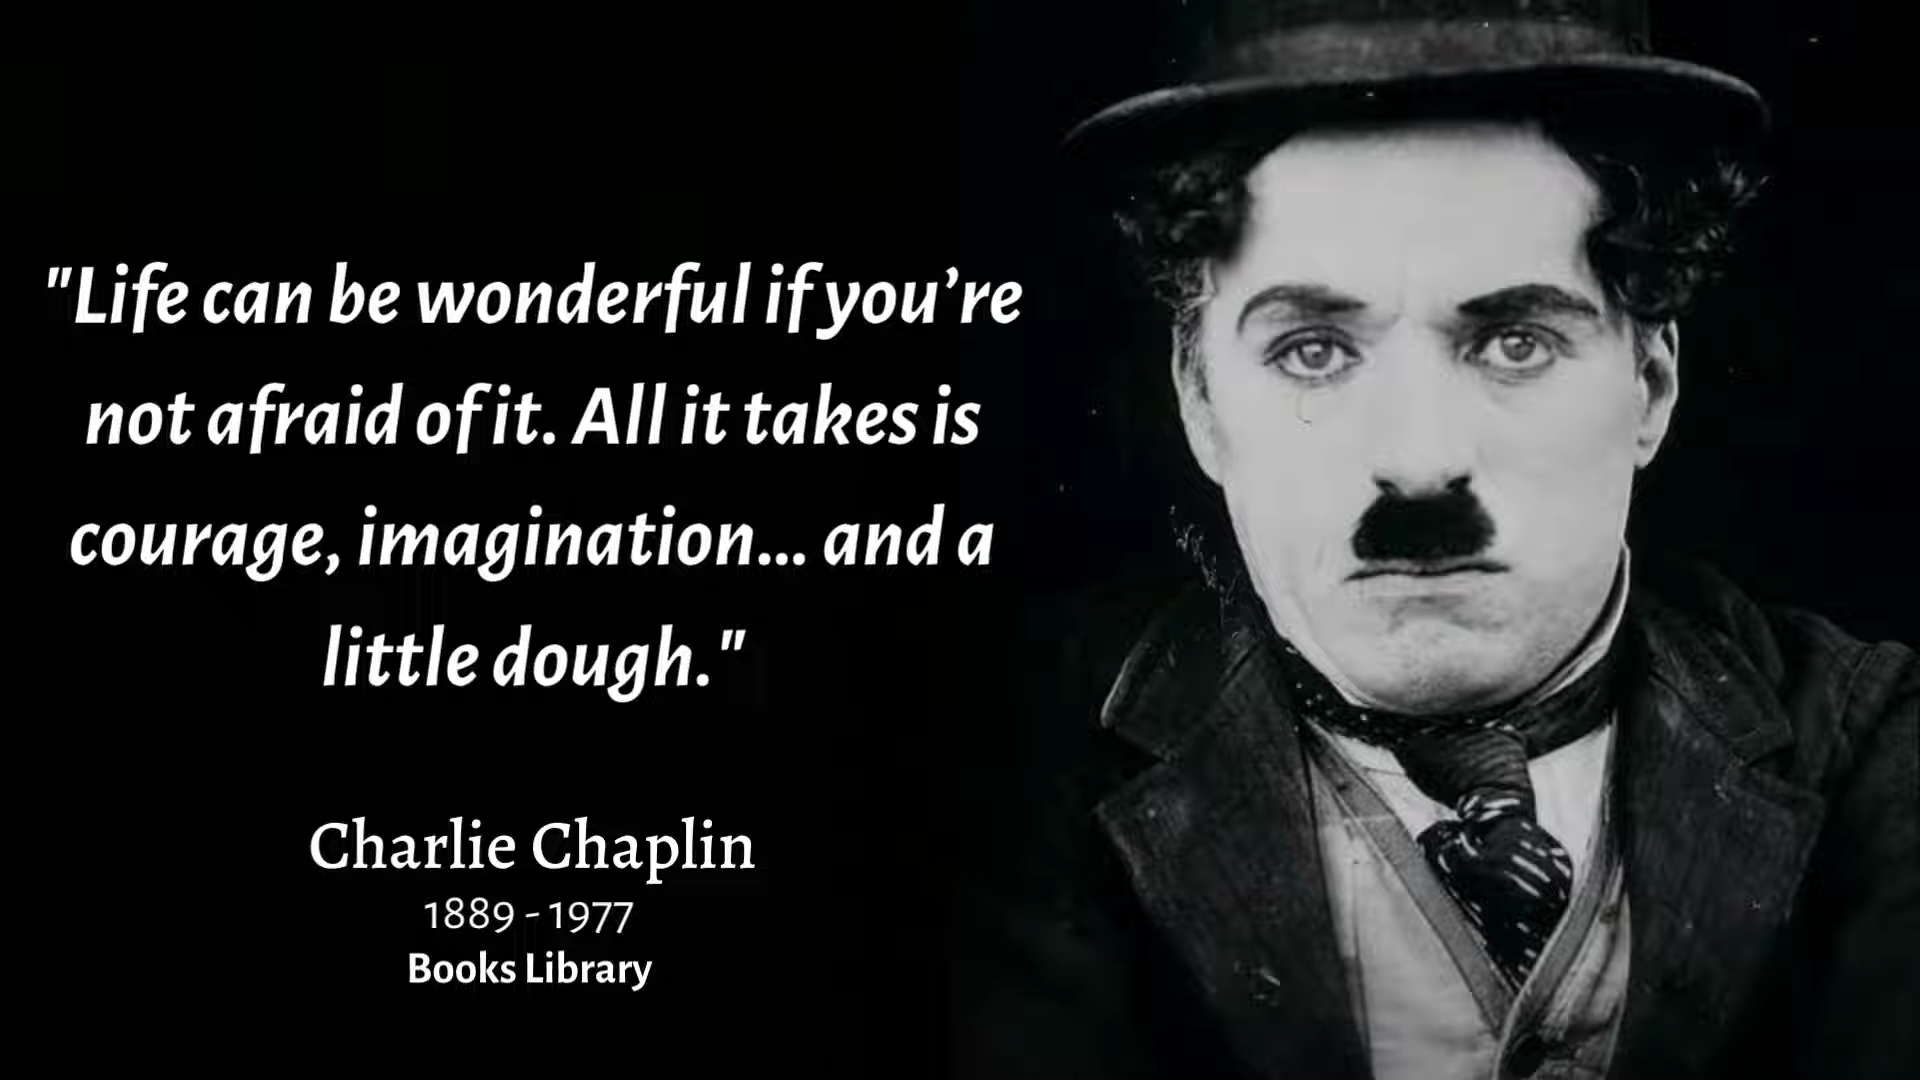 "Life can be wonderful if you’re
not afraid of it. All it takes is
courage, imagination... and a
little dough."
Charlie Chaplin
1889 - 1977
Books Library